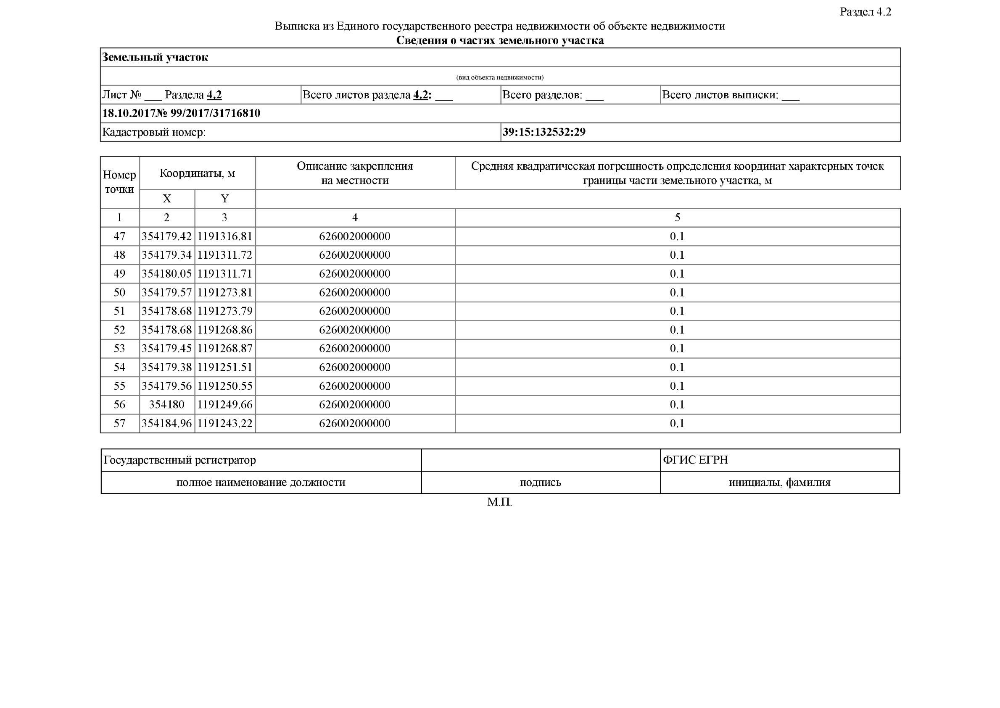 Раздел 4.2
Выписка из Единого государственного реестра недвижимости об объекте недвижимости
Сведения о частях земельного участка
Земельный участок
(вид объекта недвижимости)
Лист № ___ Раздела 4.2 Всего листов раздела 4.2: ___ Всего разделов: ___ Всего листов выписки: ___
18.10.2017№ 99/2017/31716810
Кадастровый номер: 39:15:132532:29
Номер точки Координаты, м Описание закрепления на местности Средняя квадратическая погрешность определения координат характерных точек границы части земельного участка, м
X Y
1 2 3 4 5
47 354179.42 1191316.81 626002000000 0.1
48 354179.34 1191311.72 626002000000 0.1
49 354180.05 1191311.71 626002000000 0.1
50 354179.57 1191273.81 626002000000 0.1
51 354178.68 1191273.79 626002000000 0.1
52 354178.68 1191268.86 626002000000 0.1
53 354179.45 1191268.87 626002000000 0.1
54 354179.38 1191251.51 626002000000 0.1
55 354179.56 1191250.55 626002000000 0.1
56 354180 1191249.66 626002000000 0.1
57 354184.96 1191243.22 626002000000 0.1
Государственный регистратор ФГИС ЕГРН
полное наименование должности подпись инициалы, фамилия
М.П.